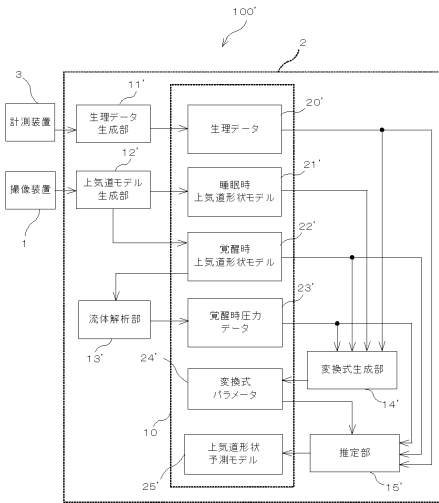 100'
2
3
計測装置
11'
生理データ
生成部
20'
生理データ
12'
撮像装置
1
上気道モデル
生成部
21'
睡眠時
上気道形状モデル
22'
覚醒時
上気道形状モデル
流体解析部
13'
23'
覚醒時圧力
データ
24'
変換式
パラメータ
変換式生成部
14'
10
上気道形状
予測モデル
25'
推定部
15'